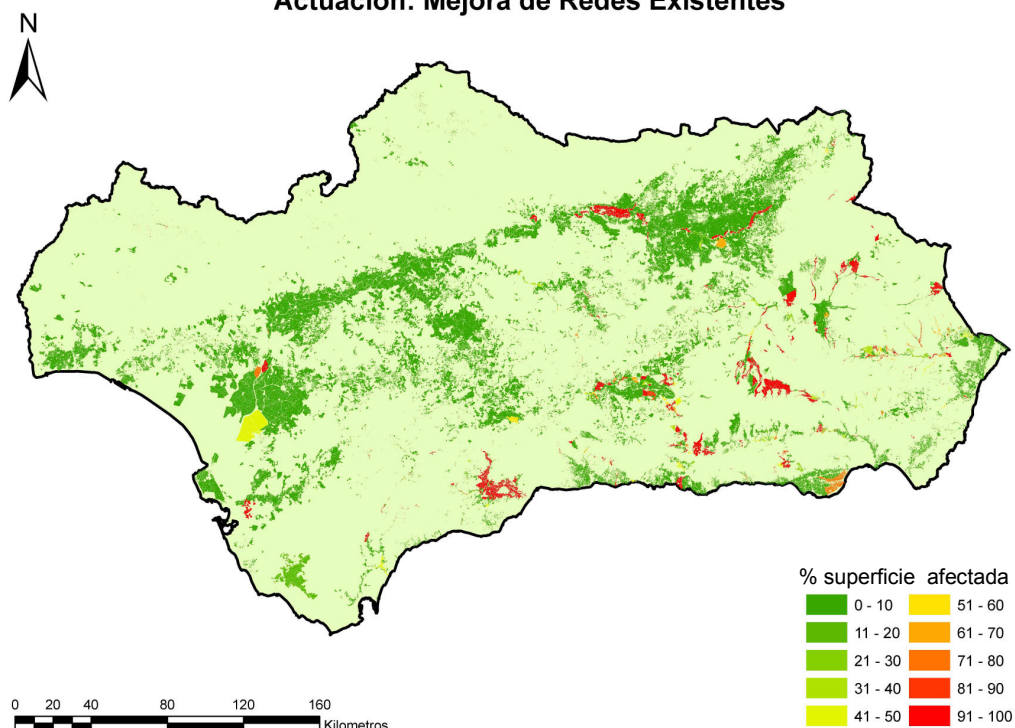 Actuación: Mejora de Redes Existentes
N
% superficie afectada
0 - 10
51 - 60
11 - 20
61 - 70
21 - 30
71 - 80
31 - 40
81 - 90
41 - 50
91 - 100
0 20 40 80 120 160
Kilometros